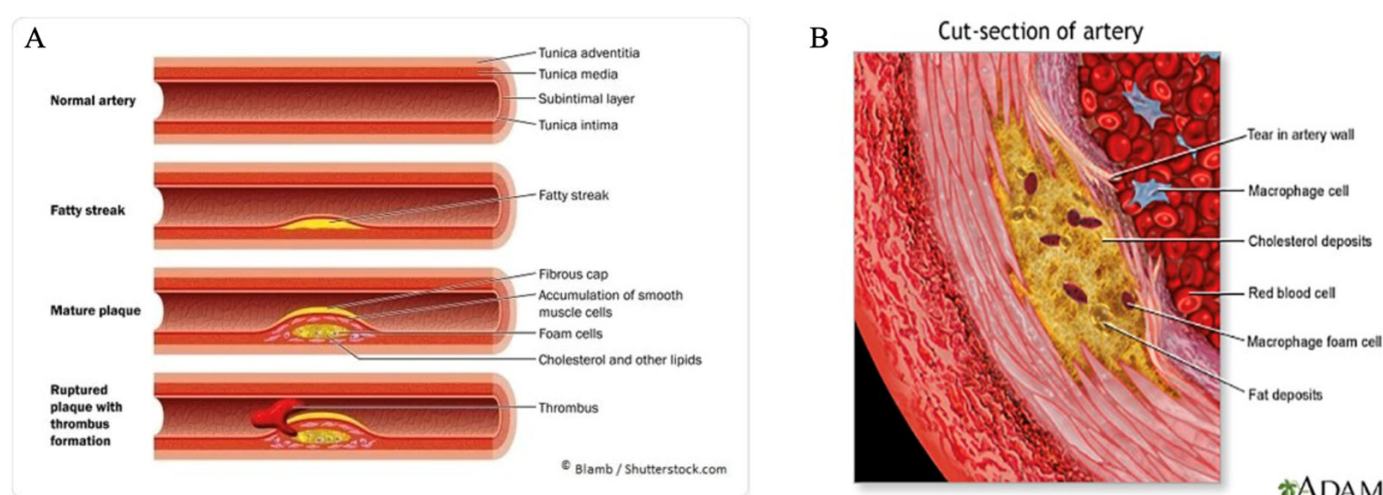 A
Tunica adventitia
Tunica media
Normal artery
Subintimal layer
Tunica intima
Fatty streak
Fatty streak
Fibrous cap
Accumulation of smooth
muscle cells
Mature plaque
Foam cells
Cholesterol and other lipids
Ruptured
plaque with
thrombus
formation
Thrombus
© Blamb / Shutterstock.com
B
Cut-section of artery
Tear in artery wall
Macrophage cell
Cholesterol deposits
Red blood cell
Macrophage foam cell
Fat deposits
ADAM